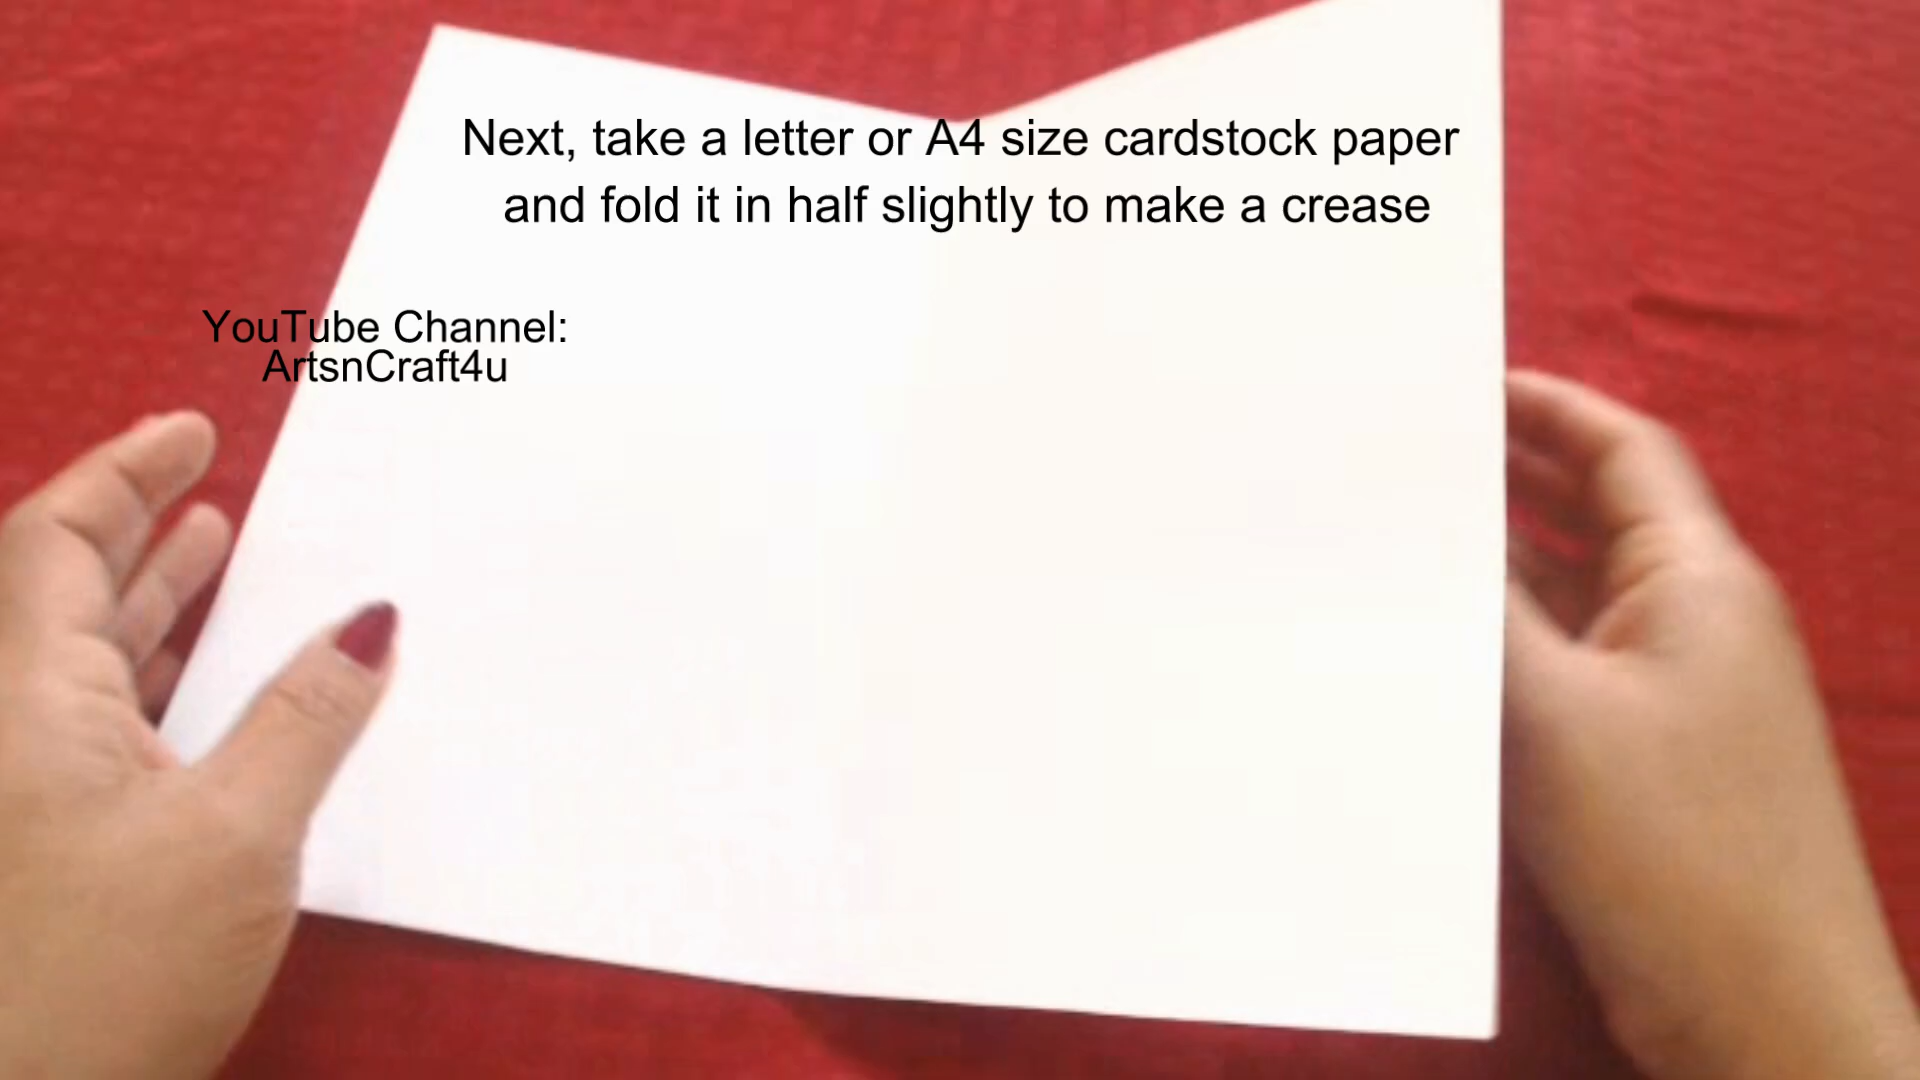 Next, take a letter or A4 size cardstock paper
and fold it in half slightly to make a crease
YouTube Channel:
ArtsnCraft4u